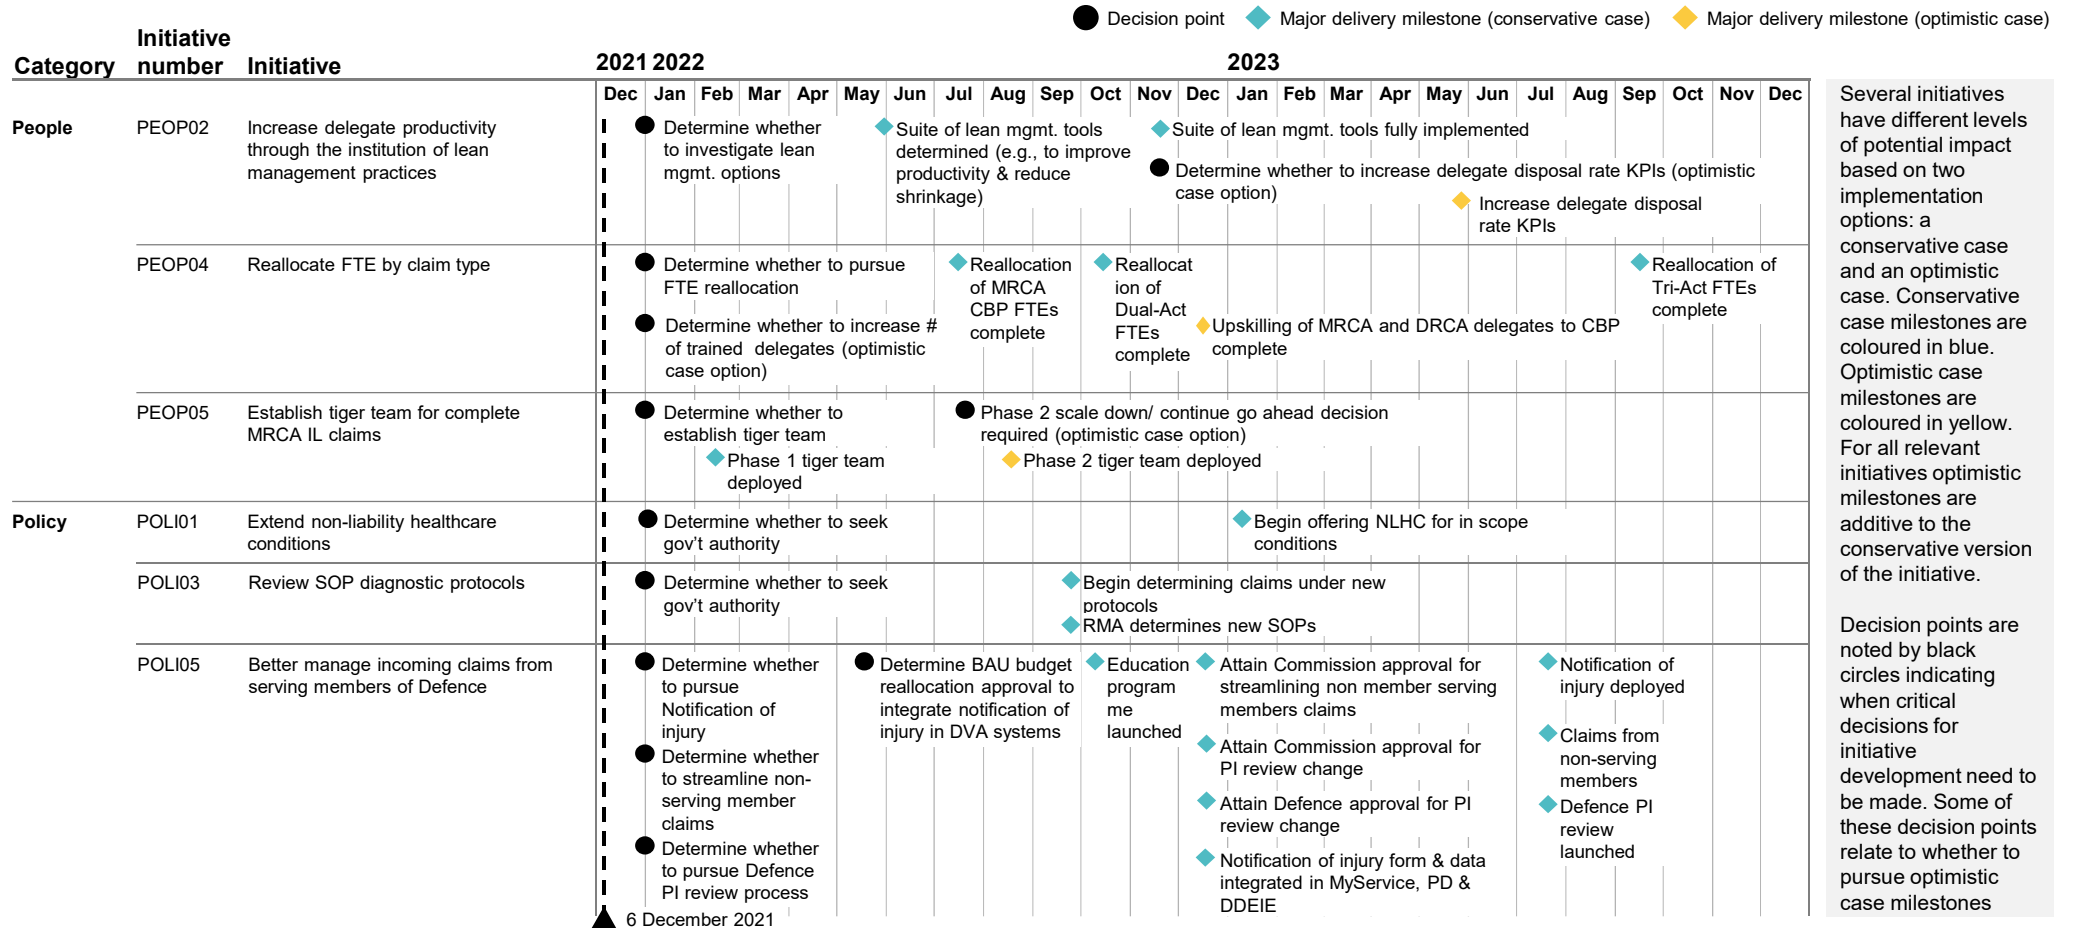 Decision point
Major delivery milestone (conservative case)
Major delivery milestone (optimistic case)
Category
Initiative
number
Initiative
2021 2022
2023
Dec Jan Feb Mar Apr May Jun Jul Aug Sep Oct Nov Dec Jan Feb Mar Apr May Jun Jul Aug Sep Oct Nov Dec
People
PEOP02
Increase delegate productivity
through the institution of lean
management practices
Determine whether
to investigate lean
mgmt. options
Suite of lean mgmt. tools
determined (e.g., to improve
productivity & reduce
shrinkage)
Suite of lean mgmt. tools fully implemented
Determine whether to increase delegate disposal rate KPIs (optimistic
case option)
Increase delegate disposal
rate KPIs
PEOP04
Reallocate FTE by claim type
Determine whether to pursue
FTE reallocation
Determine whether to increase #
of trained delegates (optimistic
case option)
Reallocation
of MRCA
CBP FTEs
complete
Reallocat
ion of
Dual-Act
FTEs
complete
Upskilling of MRCA and DRCA delegates to CBP
complete
Reallocation of
Tri-Act FTEs
complete
PEOP05
Establish tiger team for complete
MRCA IL claims
Determine whether to
establish tiger team
Phase 1 tiger team
deployed
Phase 2 scale down/ continue go ahead decision
required (optimistic case option)
Phase 2 tiger team deployed
Policy
POLI01
Extend non-liability healthcare
conditions
Determine whether to seek
gov't authority
Begin offering NLHC for in scope
conditions
POLI03
Review SOP diagnostic protocols
Determine whether to seek
gov't authority
Begin determining claims under new
protocols
RMA determines new SOPs
POLI05
Better manage incoming claims from
serving members of Defence
Determine whether
to pursue
Notification of
injury
Determine whether
to streamline non-
serving member
claims
Determine whether
to pursue Defence
PI review process
Determine BAU budget
reallocation approval to
integrate notification of
injury in DVA systems
Education
program
me
launched
Attain Commission approval for
streamlining non member serving
members claims
Attain Commission approval for
PI review change
Attain Defence approval for PI
review change
Notification of injury form & data
integrated in MyService, PD &
DDEIE
Notification of
injury deployed
Claims from
non-serving
members
Defence PI
review
launched
6 December 2021
Several initiatives
have different levels
of potential impact
based on two
implementation
options: a
conservative case
and an optimistic
case. Conservative
case milestones are
coloured in blue.
Optimistic case
milestones are
coloured in yellow.
For all relevant
initiatives optimistic
milestones are
additive to the
conservative version
of the initiative.
Decision points are
noted by black
circles indicating
when critical
decisions for
initiative
development need to
be made. Some of
these decision points
relate to whether to
pursue optimistic
case milestones